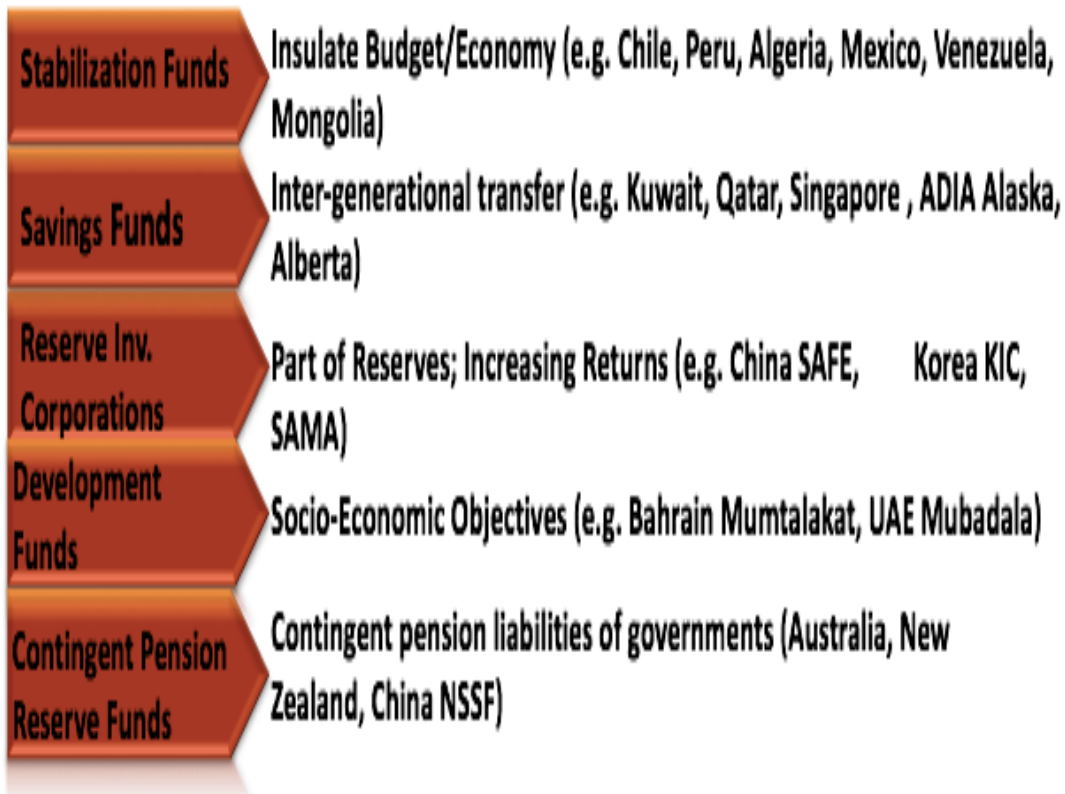 Stabilization Funds
Insulate Budget/Economy (e.g. Chile, Peru, Algeria, Mexico, Venezuela,
Mongolia)
Savings Funds
Inter-generational transfer (e.g. Kuwait, Qatar, Singapore , ADIA Alaska,
Alberta)
Reserve Inv.
Corporations
Part of Reserves; Increasing Returns (e.g. China SAFE, Korea KIC,
SAMA)
Development
Funds
Socio-Economic Objectives (e.g. Bahrain Mumtalakat, UAE Mubadala)
Contingent Pension
Reserve Funds
Contingent pension liabilities of governments (Australia, New
Zealand, China NSSF)